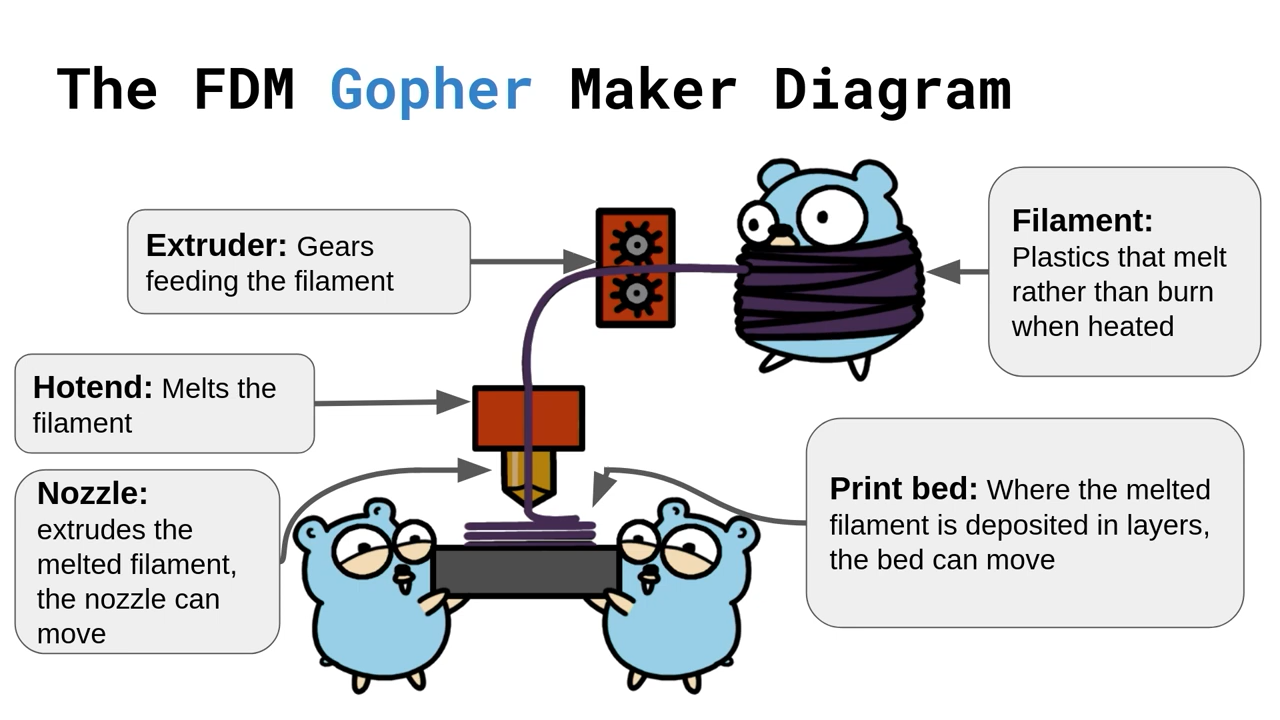 The FDM Gopher Maker Diagram
Extruder: Gears
feeding the filament
Filament:
Plastics that melt
rather than burn
when heated
Hotend: Melts the
filament
Nozzle:
extrudes the
melted filament,
the nozzle can
move
Print bed: Where the melted
filament is deposited in layers,
the bed can move